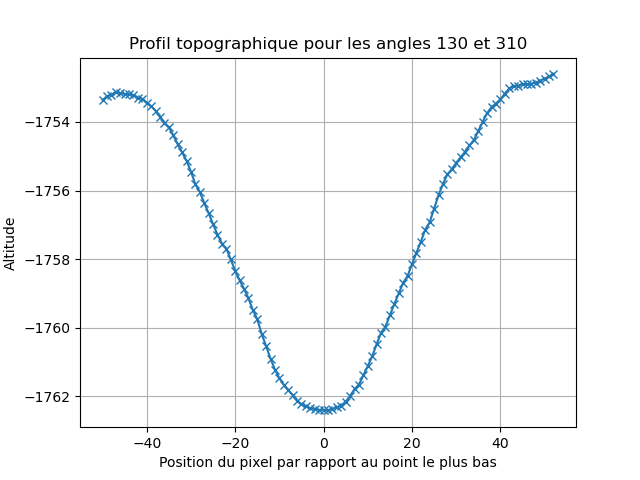 Profil topographique pour les angles 130 et 310
Altitude
−1754
−1756
−1758
−1760
−1762
−40 −20 0 20 40
Position du pixel par rapport au point le plus bas